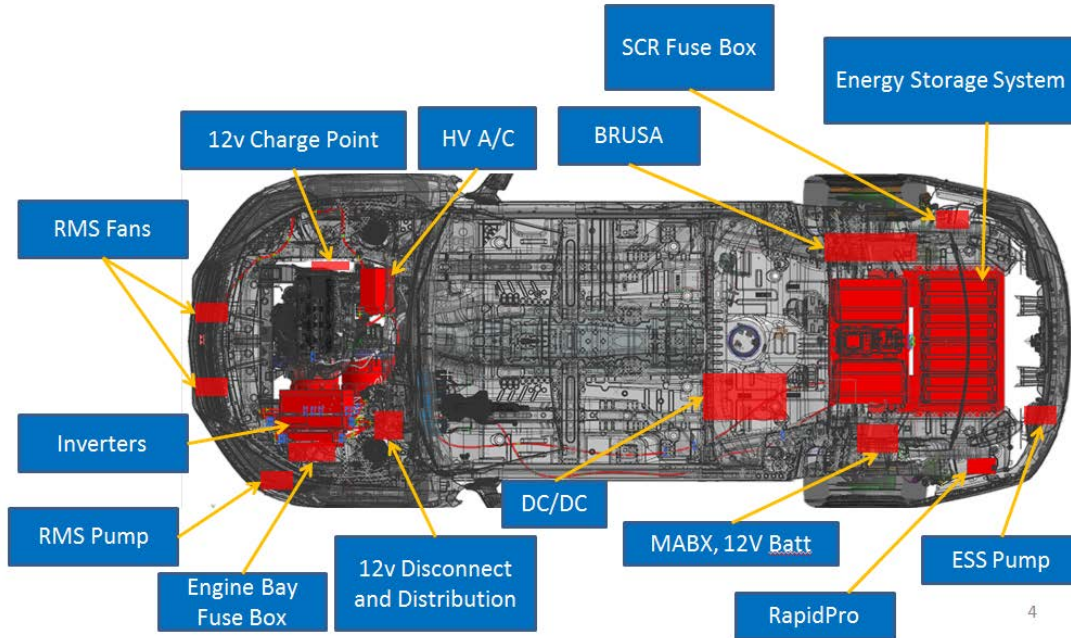 SCR Fuse Box
Energy Storage System
12v Charge Point
HV A/C
BRUSA
RMS Fans
Inverters
RMS Pump
Engine Bay
Fuse Box
12v Disconnect
and Distribution
DC/DC
MABX, 12V Batt
RapidPro
ESS Pump
4